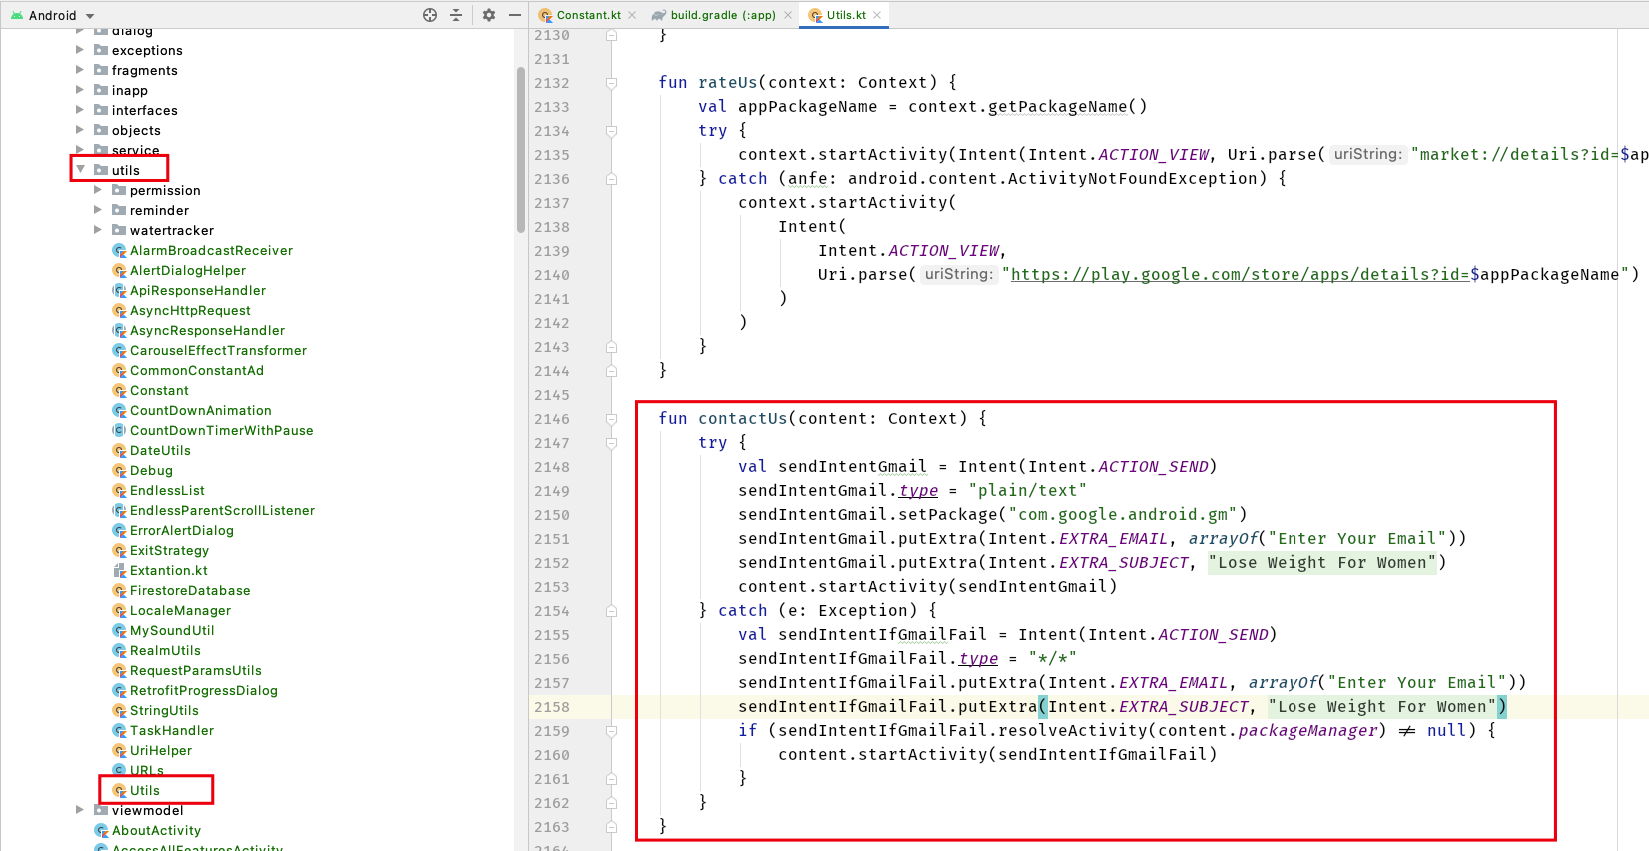 Android
Constant.kt
build.gradle (:app)
Utils.kt
dialog
exceptions
fragments
inapp
interfaces
objects
service
utils
permission
reminder
watertracker
AlarmBroadcastReceiver
AlertDialogHelper
ApiResponseHandler
AsyncHttpRequest
AsyncResponseHandler
CarouselEffectTransformer
CommonConstantAd
Constant
CountDownAnimation
CountDownTimerWithPause
DateUtils
Debug
EndlessList
EndlessParentScrollListener
ErrorAlertDialog
ExitStrategy
Extantion.kt
FirestoreDatabase
LocaleManager
MySoundUtil
RealmUtils
RequestParamsUtils
RetrofitProgressDialog
StringUtils
TaskHandler
UriHelper
URLs
Utils
viewmodel
AboutActivity
AccessAllFeaturesActivity
2130 }
2131
2132 fun rateUs(context: Context) {
2133 val appPackageName = context.getPackageName()
2134 try {
2135 context.startActivity(Intent(Intent.ACTION_VIEW, Uri.parse( uriString: "market://details?id=$ap
2136 } catch (anfe: android.content.ActivityNotFoundException) {
2137 context.startActivity(
2138 Intent(
2139 Intent.ACTION_VIEW,
2140 Uri.parse( uriString: "https://play.google.com/store/apps/details?id=$appPackageName")
2141 )
2142 )
2143 }
2144 }
2145
2146 fun contactUs(content: Context) {
2147 try {
2148 val sendIntentGmail = Intent(Intent.ACTION_SEND)
2149 sendIntentGmail.type = "plain/text"
2150 sendIntentGmail.setPackage("com.google.android.gm")
2151 sendIntentGmail.putExtra(Intent.EXTRA_EMAIL, arrayOf("Enter Your Email"))
2152 sendIntentGmail.putExtra(Intent.EXTRA_SUBJECT, "Lose Weight For Women")
2153 content.startActivity(sendIntentGmail)
2154 } catch (e: Exception) {
2155 val sendIntentIfGmailFail = Intent(Intent.ACTION_SEND)
2156 sendIntentIfGmailFail.type = "*/*"
2157 sendIntentIfGmailFail.putExtra(Intent.EXTRA_EMAIL, arrayOf("Enter Your Email"))
2158 sendIntentIfGmailFail.putExtra(Intent.EXTRA_SUBJECT, "Lose Weight For Women")
2159 if (sendIntentIfGmailFail.resolveActivity(content.packageManager) ≠ null) {
2160 content.startActivity(sendIntentIfGmailFail)
2161 }
2162 }
2163 }
2164